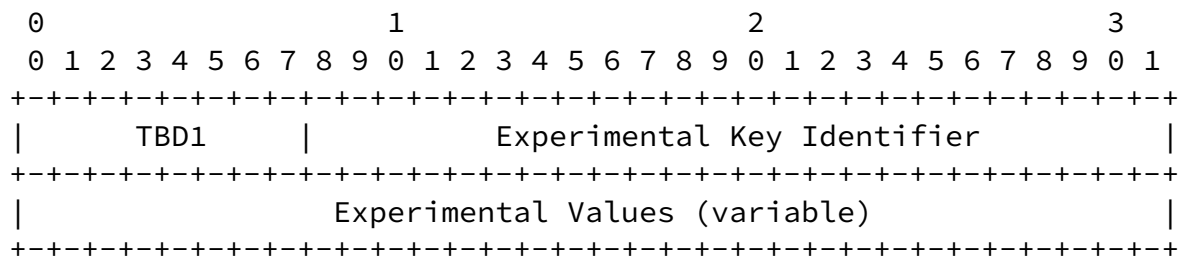 0                   1                   2                   3
 0 1 2 3 4 5 6 7 8 9 0 1 2 3 4 5 6 7 8 9 0 1 2 3 4 5 6 7 8 9 0 1
+-+-+-+-+-+-+-+-+-+-+-+-+-+-+-+-+-+-+-+-+-+-+-+-+-+-+-+-+-+-+-+-+
|      TBD1     |          Experimental Key Identifier          |
+-+-+-+-+-+-+-+-+-+-+-+-+-+-+-+-+-+-+-+-+-+-+-+-+-+-+-+-+-+-+-+-+
|                 Experimental Values (variable)                |
+-+-+-+-+-+-+-+-+-+-+-+-+-+-+-+-+-+-+-+-+-+-+-+-+-+-+-+-+-+-+-+-+